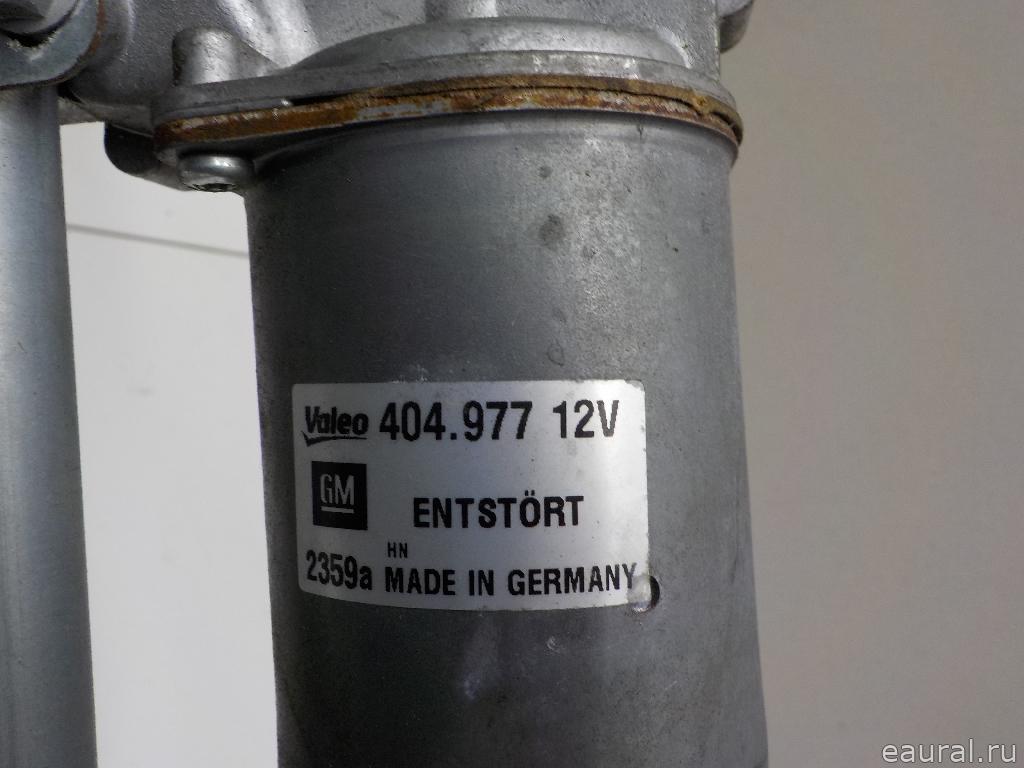 Valeo 404.977 12V
GM ENTSTÖRT
HN
2359a MADE IN GERMANY
eaural.ru